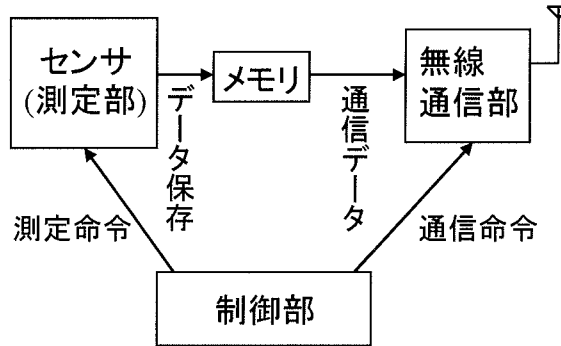 センサ
(測定部)
メモリ
無線
通信部
データ保存
通信データ
測定命令
通信命令
制御部